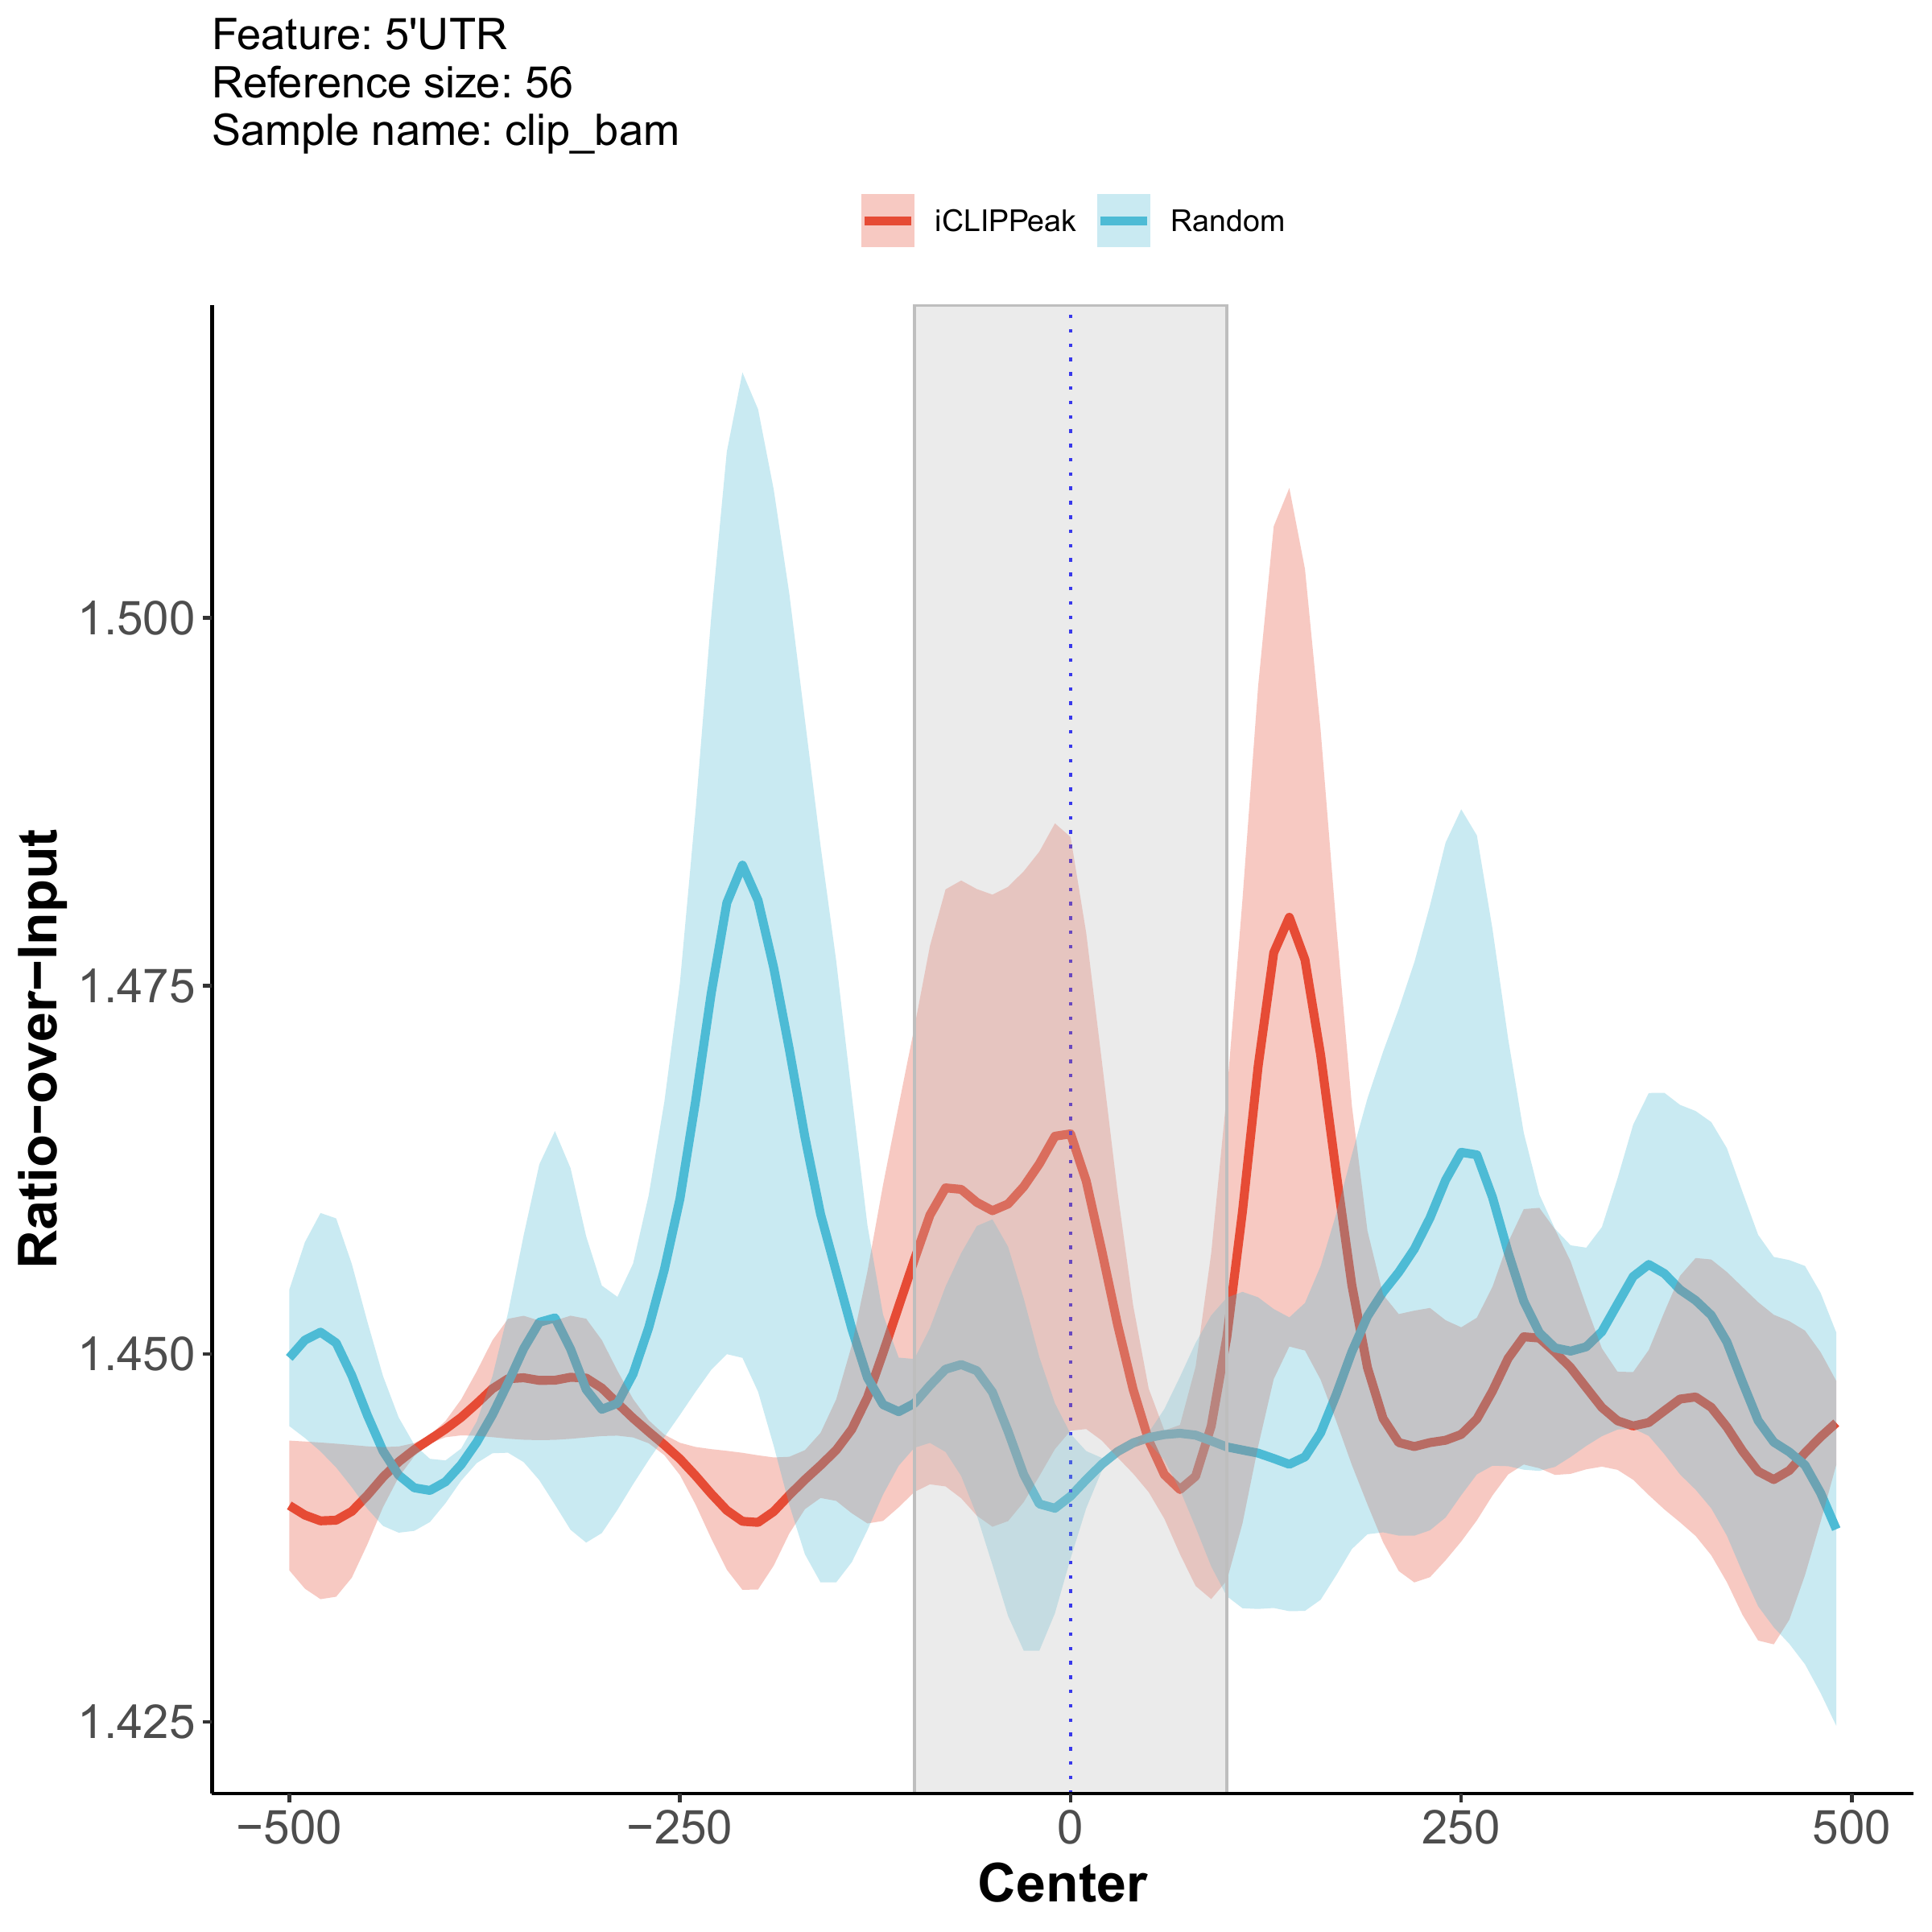 Feature: 5'UTR
Reference size: 56
Sample name: clip_bam
iCLIPPeak Random
Ratio−over−Input
1.500
1.475
1.450
1.425
−500 −250 0 250 500
Center